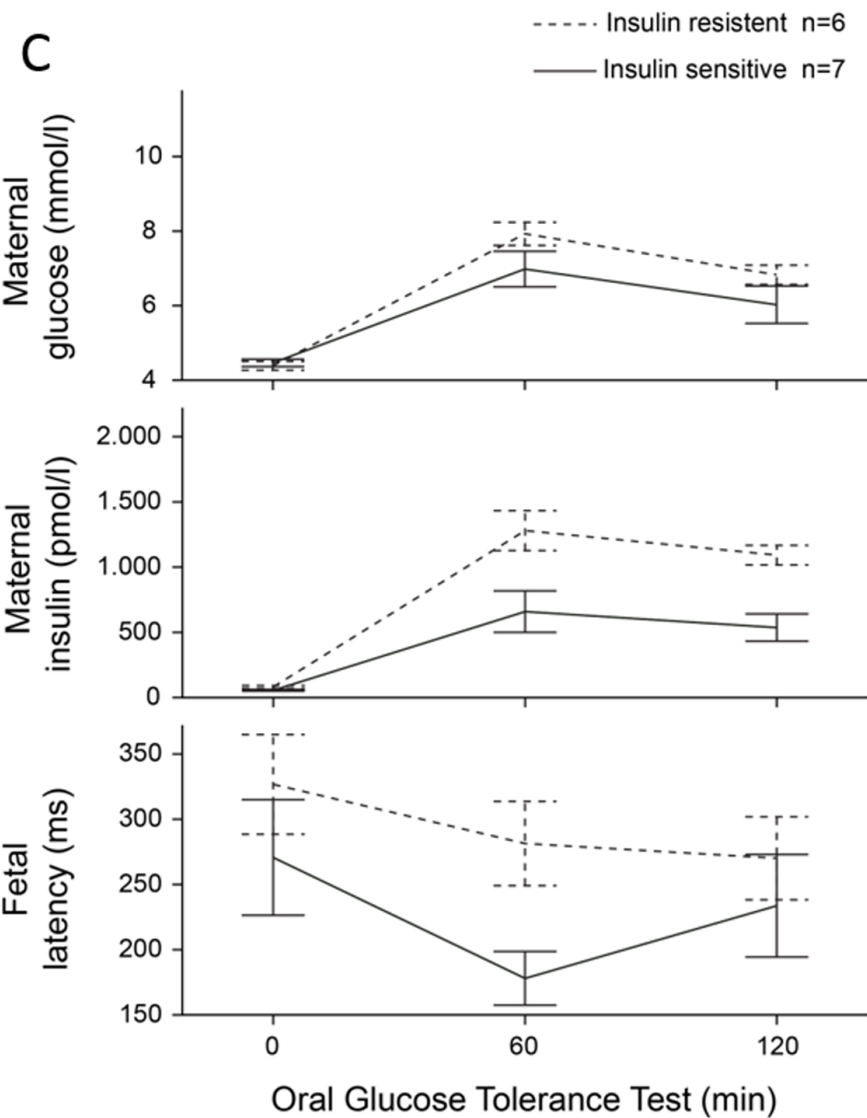 C
Insulin resistent n=6
Insulin sensitive n=7
Maternal
glucose (mmol/l)
10
8
6
4
Maternal
insulin (pmol/l)
2.000
1.500
1.000
500
0
Fetal
latency (ms)
350
300
250
200
150
0 60 120
Oral Glucose Tolerance Test (min)